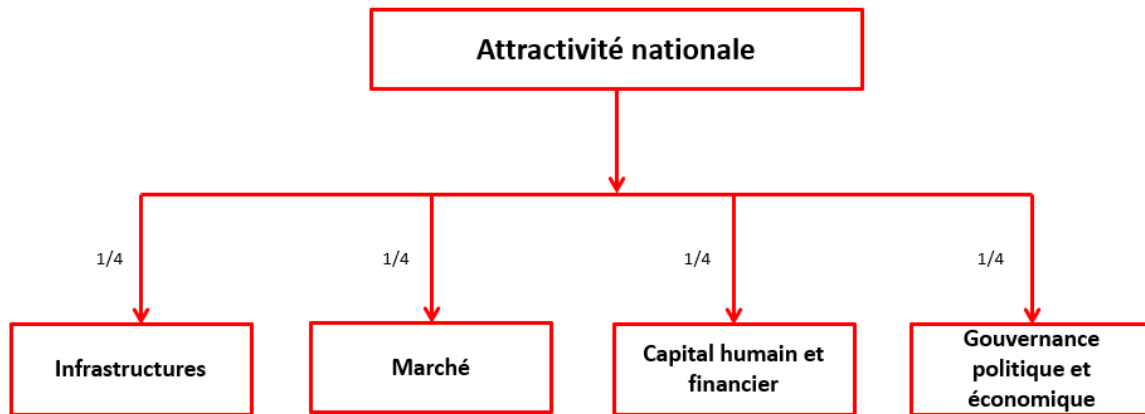 Attractivité nationale
1/4
1/4
1/4
1/4
Infrastructures
Marché
Capital humain et
financier
Gouvernance
politique et
économique